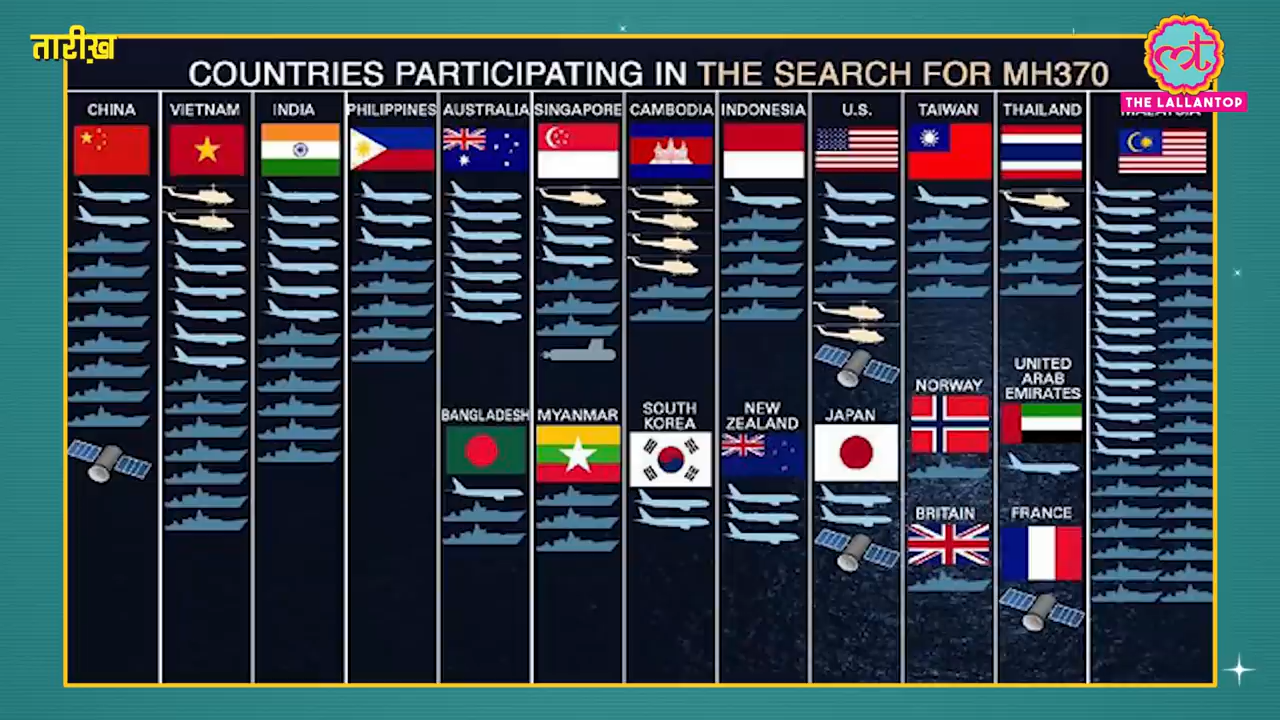 तारीख़
THE LALLANTOP
COUNTRIES PARTICIPATING IN THE SEARCH FOR MH370
CHINA
VIETNAM
INDIA
PHILIPPINES
AUSTRALIA
SINGAPORE
CAMBODIA
INDONESIA
U.S.
TAIWAN
THAILAND
MALAYSIA
BANGLADESH
MYANMAR
SOUTH
KOREA
NEW
ZEALAND
JAPAN
NORWAY
UNITED
ARAB
EMIRATES
BRITAIN
FRANCE